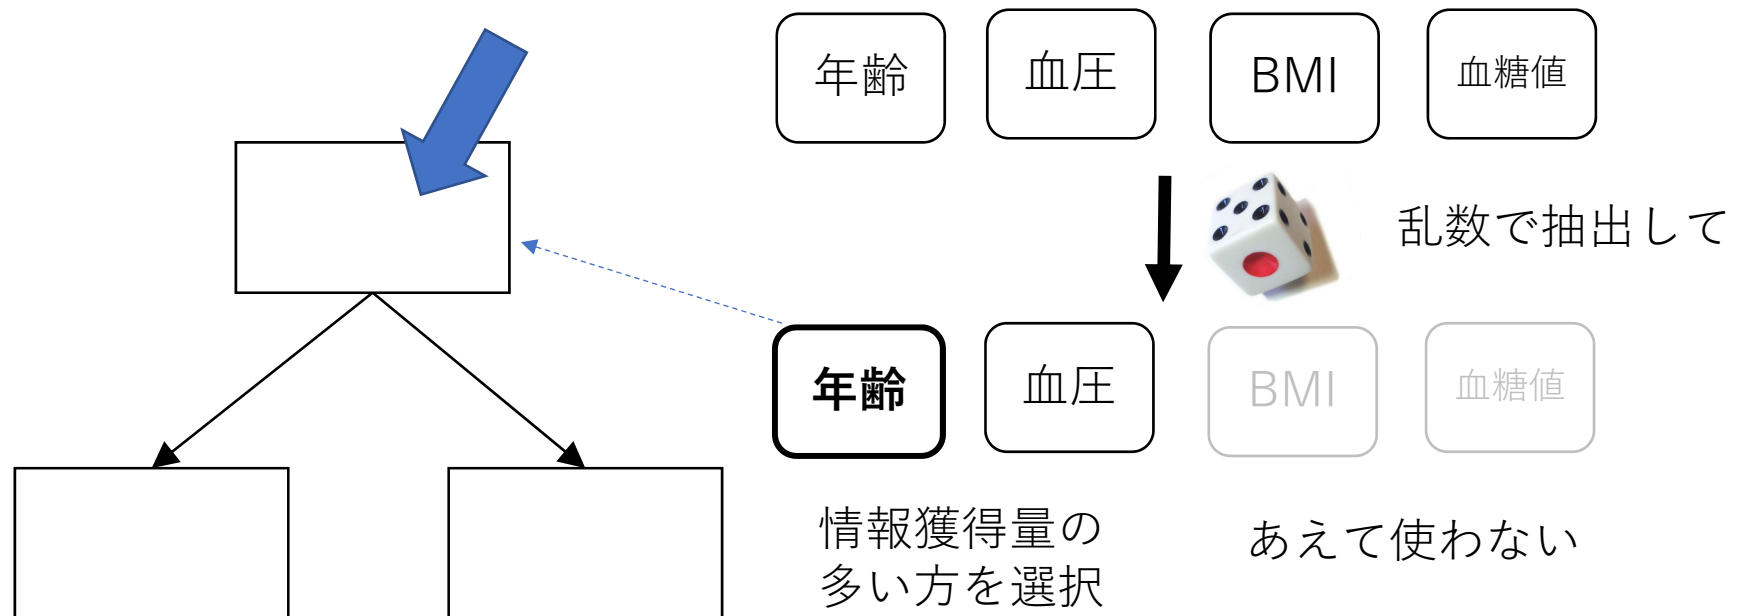 年齢
血圧
BMI
血糖値
乱数で抽出して
年齢
血圧
BMI
血糖値
情報獲得量の
多い方を選択
あえて使わない